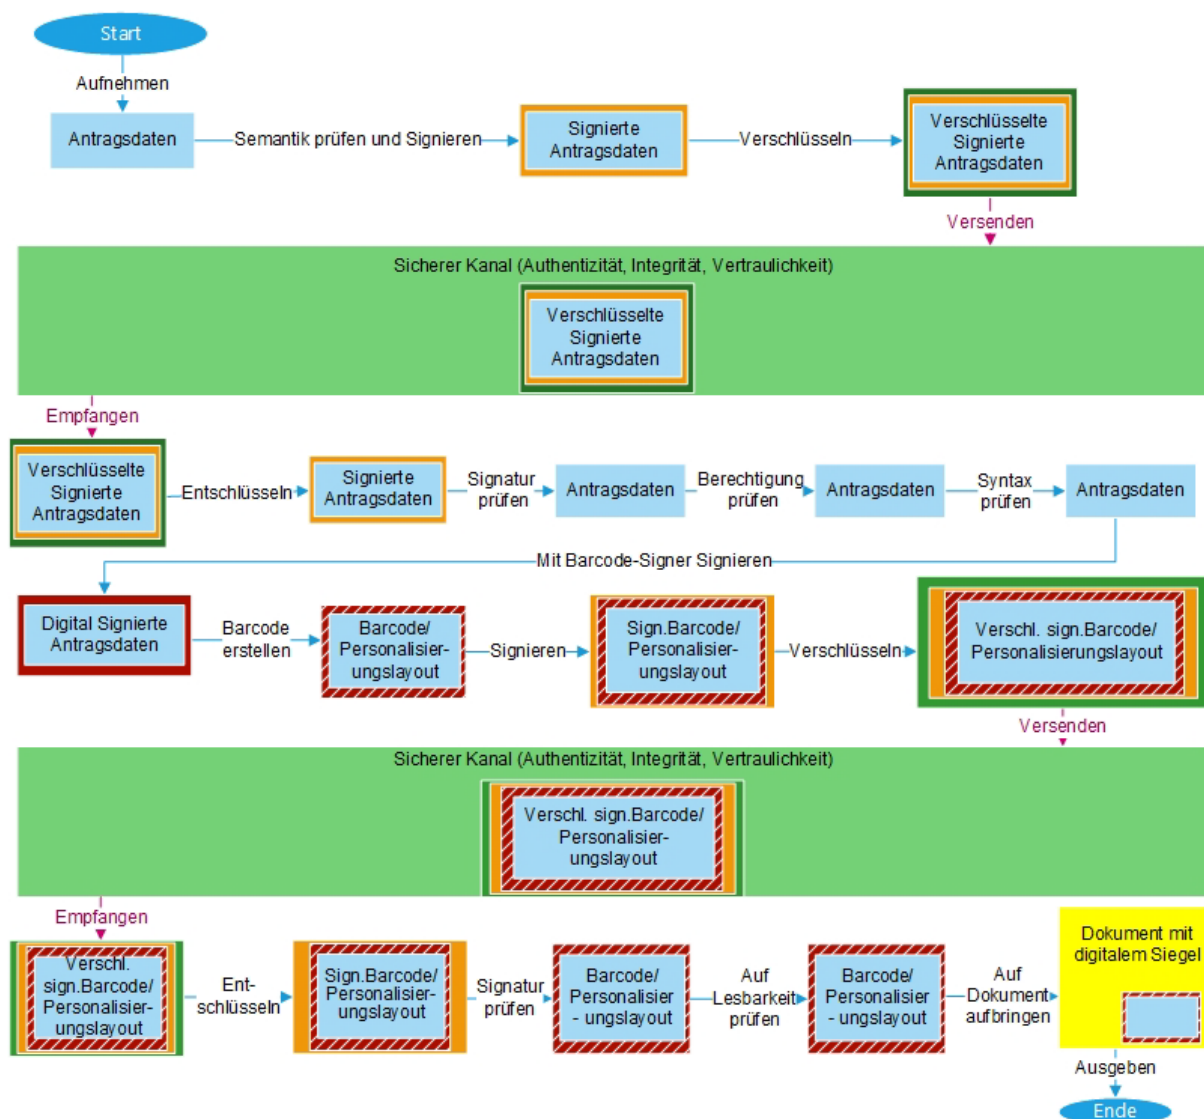 Start
Aufnehmen
Antragsdaten
Semantik prüfen und Signieren
Signierte
Antragsdaten
Verschlüseln
Verschlüsselte
Signierte
Antragsdaten
Versenden
Sicherer Kanal (Authentizität, Integrität, Vertraulichkeit)
Verschlüsselte
Signierte
Antragsdaten
Empfangen
Verschlüsselte
Signierte
Antragsdaten
Entschlüseln
Signierte
Antragsdaten
Signatur
prüfen
Antragsdaten
Berechtigung
prüfen
Antragsdaten
Syntax
prüfen
Antragsdaten
Mit Barcode-Signer Signieren
Digital Signierte
Antragsdaten
Barcode
erstellen
Barcode/
Personalisier-
ungslayout
Signieren
Sign.Barcode/
Personalisier-
ungslayout
Verschlüseln
Verschl. sign.Barcode/
Personalisierungslayout
Versenden
Sicherer Kanal (Authentizität, Integrität, Vertraulichkeit)
Verschl. sign.Barcode/
Personalisier-
ungslayout
Empfangen
Verschl.
sign.Barcode/
Personalisier-
ungslayout
Ent-
schlüseln
Sign.Barcode/
Personalisier-
ungslayout
Signatur
prüfen
Barcode/
Personalisier
- ungslayout
Auf
Lesbarkeit
prüfen
Barcode/
Personalisier
- ungslayout
Auf
Dokument
aufbringen
Dokument mit
digitalem Siegel
Ausgeben
Ende